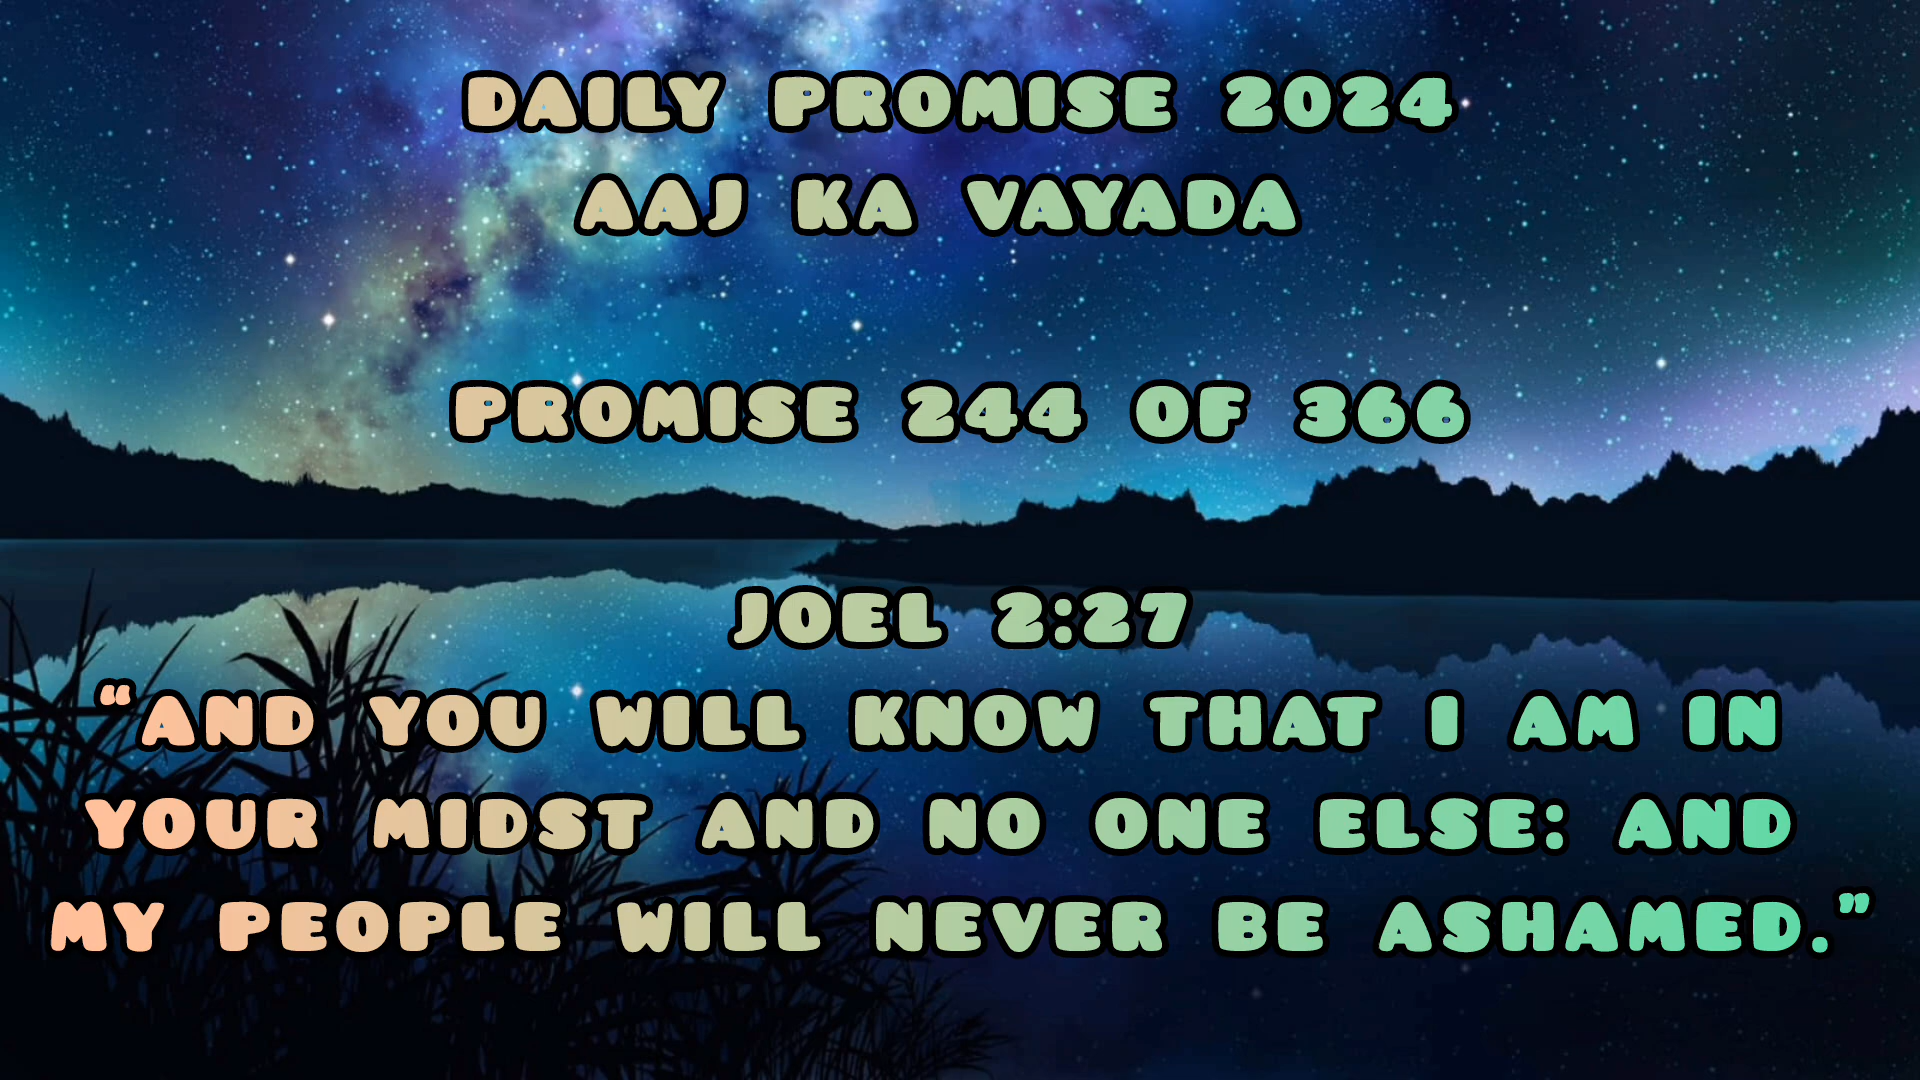 DAILY PROMISE 2024
AAJ KA VAYADA
PROMISE 244 OF 366
JOEL 2:27
“AND YOU WILL KNOW THAT I AM IN
YOUR MIDST AND NO ONE ELSE: AND
MY PEOPLE WILL NEVER BE ASHAMED.”